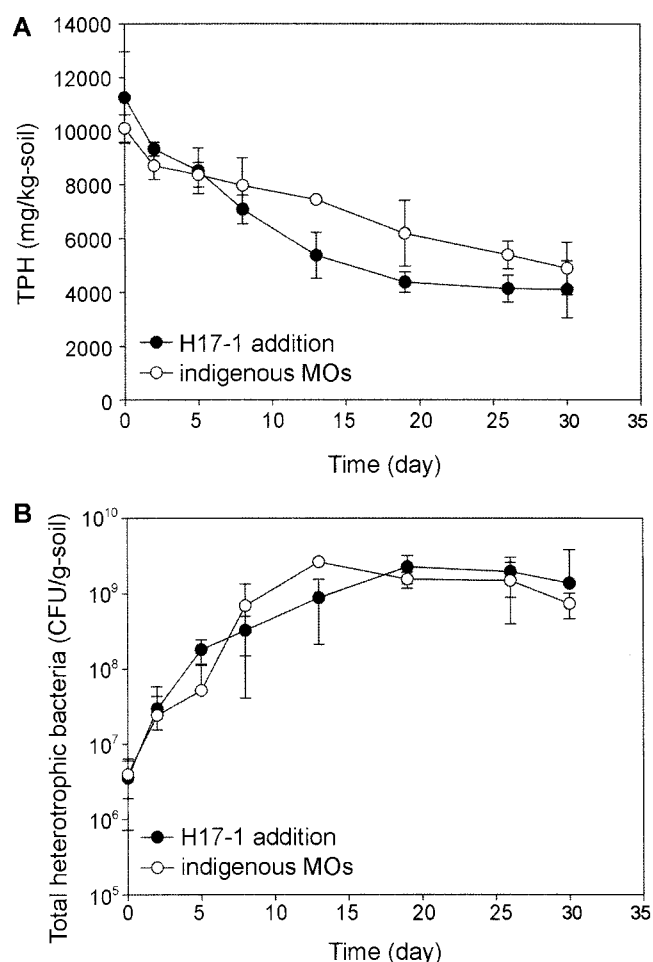 A
14000
12000
10000
8000
6000
4000
2000
0
TPH (mg/kg-soil)
H17-1 addition
indigenous MOs
0 5 10 15 20 25 30 35
Time (day)
B
10^10
10^9
10^8
10^7
10^6
10^5
Total heterotrophic bacteria (CFU/g-soil)
H17-1 addition
indigenous MOs
0 5 10 15 20 25 30 35
Time (day)